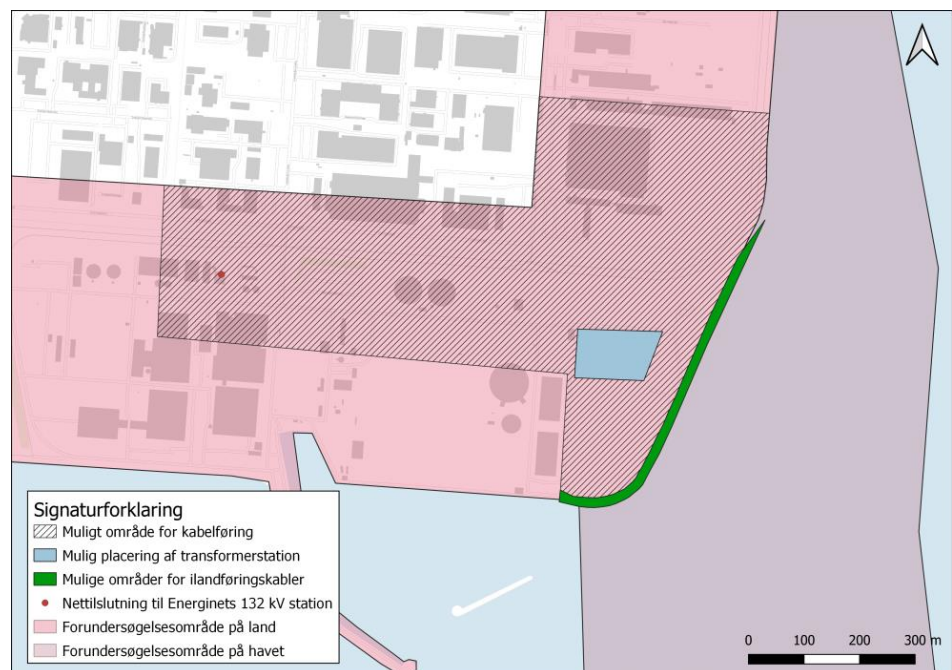 Signaturforklaring
Muligt område for kabelføring
Mulig placering af transformerstation
Mulige områder for ilandføringskabler
Nettilslutning til Energinets 132 kV station
Forundersøgelsesområde på land
Forundersøgelsesområde på havet
0 100 200 300 m